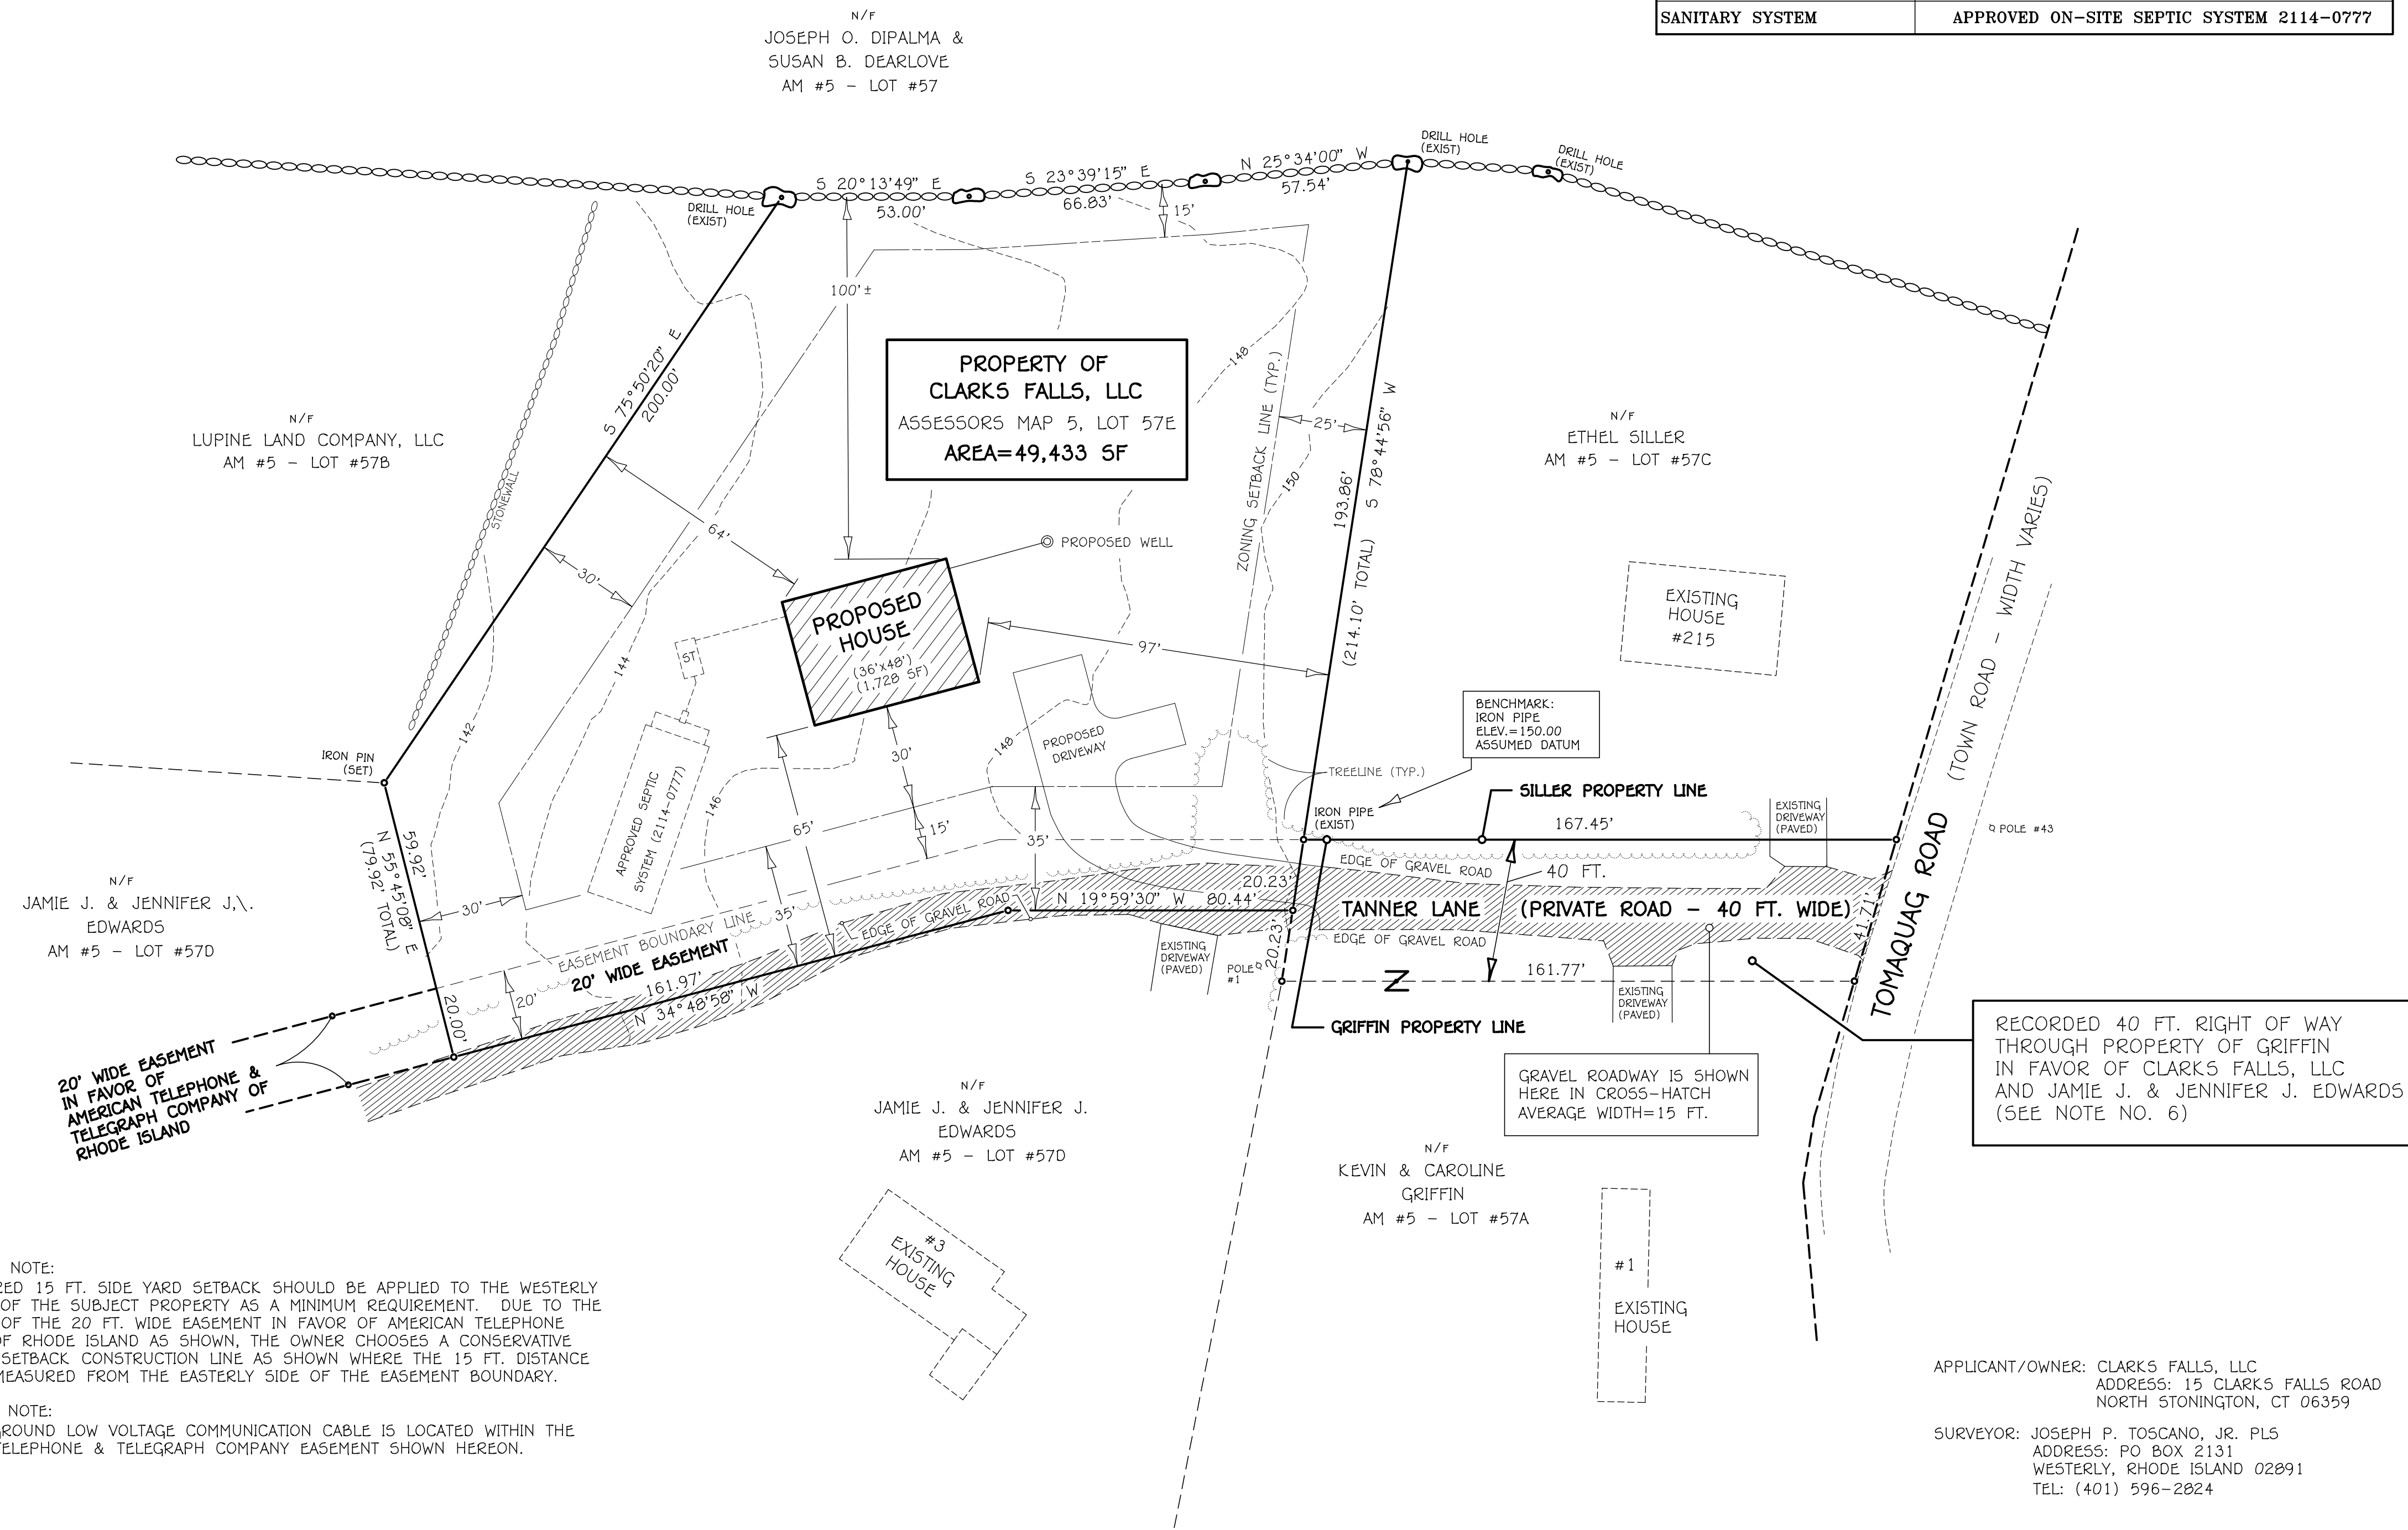 SANITARY SYSTEM
APPROVED ON-SITE SEPTIC SYSTEM 2114-0777
N/F
JOSEPH O. DIPALMA &
SUSAN B. DEARLOVE
AM #5 - LOT #57
DRILL HOLE
(EXIST)
S 20°13'49" E
53.00'
S 23°39'15" E
66.83'
N 25°34'00" W
57.54'
DRILL HOLE
(EXIST)
DRILL HOLE
(EXIST)
15'
100'±
S 75°50'20" E
200.00'
PROPERTY OF
CLARKS FALLS, LLC
ASSESSORS MAP 5, LOT 57E
AREA=49,433 SF
148
ZONING SETBACK LINE (TYP.)
25'
150
193.86'
(214.10' TOTAL)
S 78°44'56" W
N/F
LUPINE LAND COMPANY, LLC
AM #5 - LOT #57B
STONEWALL
N/F
ETHEL SILLER
AM #5 - LOT #57C
64'
30'
PROPOSED WELL
PROPOSED
HOUSE
(36'x48')
(1,728 SF)
ST
144
97'
EXISTING
HOUSE
#215
TOMAQUAG ROAD
(TOWN ROAD - WIDTH VARIES)
142
IRON PIN
(SET)
APPROVED SEPTIC
SYSTEM (2114-0777)
146
30'
15'
65'
35'
148
PROPOSED
DRIVEWAY
35'
BENCHMARK:
IRON PIPE
ELEV.=150.00
ASSUMED DATUM
TREELINE (TYP.)
SILLER PROPERTY LINE
IRON PIPE
(EXIST)
167.45'
EXISTING
DRIVEWAY
(PAVED)
POLE #43
59.92'
N 55°45'08" E
(79.92' TOTAL)
30'
N/F
JAMIE J. & JENNIFER J,\.
EDWARDS
AM #5 - LOT #57D
EDGE OF GRAVEL ROAD
40 FT.
20.23'
N 19°59'30" W 80.44'
TANNER LANE
(PRIVATE ROAD - 40 FT. WIDE)
41.71'
EDGE OF GRAVEL ROAD
EASEMENT BOUNDARY LINE
20' WIDE EASEMENT
EDGE OF GRAVEL ROAD
161.97'
N 34°48'58" W
20'
20.00'
EXISTING
DRIVEWAY
(PAVED)
POLE
#1
20.23'
Z
161.77'
EXISTING
DRIVEWAY
(PAVED)
GRIFFIN PROPERTY LINE
20' WIDE EASEMENT
IN FAVOR OF
AMERICAN TELEPHONE &
TELEGRAPH COMPANY OF
RHODE ISLAND
RECORDED 40 FT. RIGHT OF WAY
THROUGH PROPERTY OF GRIFFIN
IN FAVOR OF CLARKS FALLS, LLC
AND JAMIE J. & JENNIFER J. EDWARDS
(SEE NOTE NO. 6)
GRAVEL ROADWAY IS SHOWN
HERE IN CROSS-HATCH
AVERAGE WIDTH=15 FT.
N/F
JAMIE J. & JENNIFER J.
EDWARDS
AM #5 - LOT #57D
N/F
KEVIN & CAROLINE
GRIFFIN
AM #5 - LOT #57A
#3
EXISTING
HOUSE
#1
EXISTING
HOUSE
NOTE:
RED 15 FT. SIDE YARD SETBACK SHOULD BE APPLIED TO THE WESTERLY
OF THE SUBJECT PROPERTY AS A MINIMUM REQUIREMENT. DUE TO THE
OF THE 20 FT. WIDE EASEMENT IN FAVOR OF AMERICAN TELEPHONE
OF RHODE ISLAND AS SHOWN, THE OWNER CHOOSES A CONSERVATIVE
SETBACK CONSTRUCTION LINE AS SHOWN WHERE THE 15 FT. DISTANCE
MEASURED FROM THE EASTERLY SIDE OF THE EASEMENT BOUNDARY.
NOTE:
GROUND LOW VOLTAGE COMMUNICATION CABLE IS LOCATED WITHIN THE
TELEPHONE & TELEGRAPH COMPANY EASEMENT SHOWN HEREON.
APPLICANT/OWNER: CLARKS FALLS, LLC
ADDRESS: 15 CLARKS FALLS ROAD
NORTH STONINGTON, CT 06359
SURVEYOR: JOSEPH P. TOSCANO, JR. PLS
ADDRESS: PO BOX 2131
WESTERLY, RHODE ISLAND 02891
TEL: (401) 596-2824